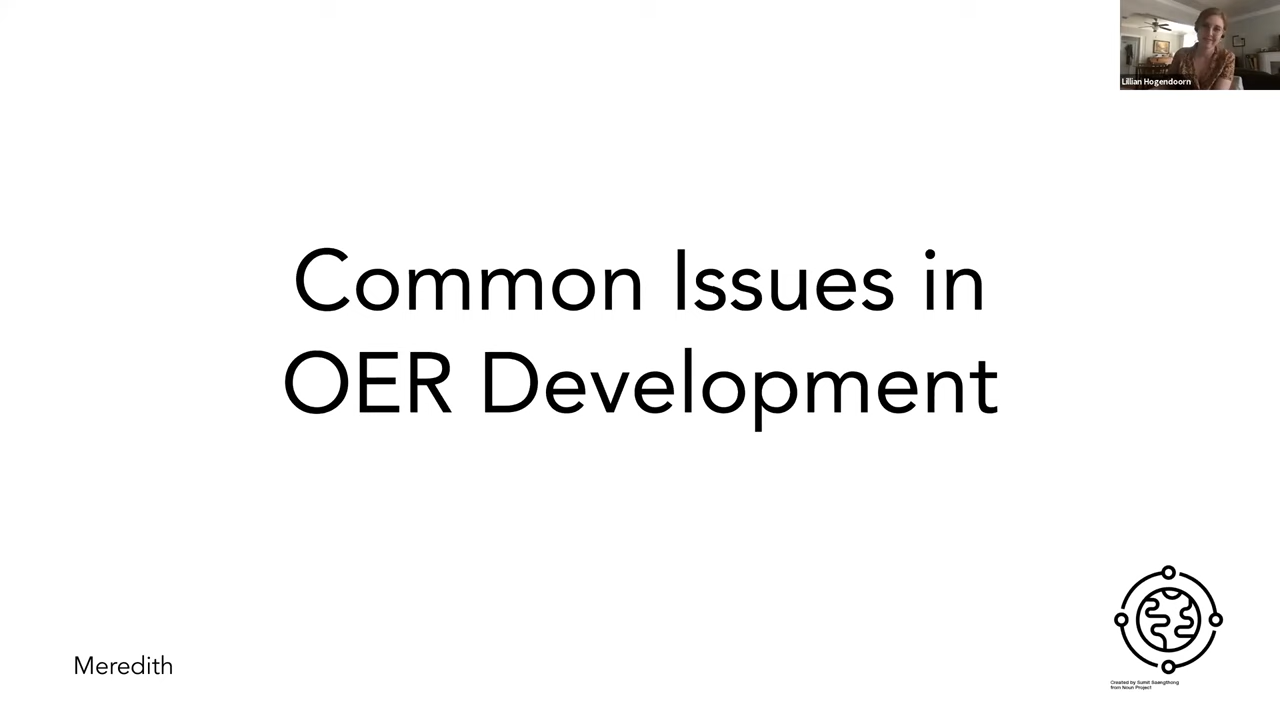 Lillian Hogendoorn
Common Issues in
OER Development
Meredith
Created by Sumit Saengthong
from Noun Project